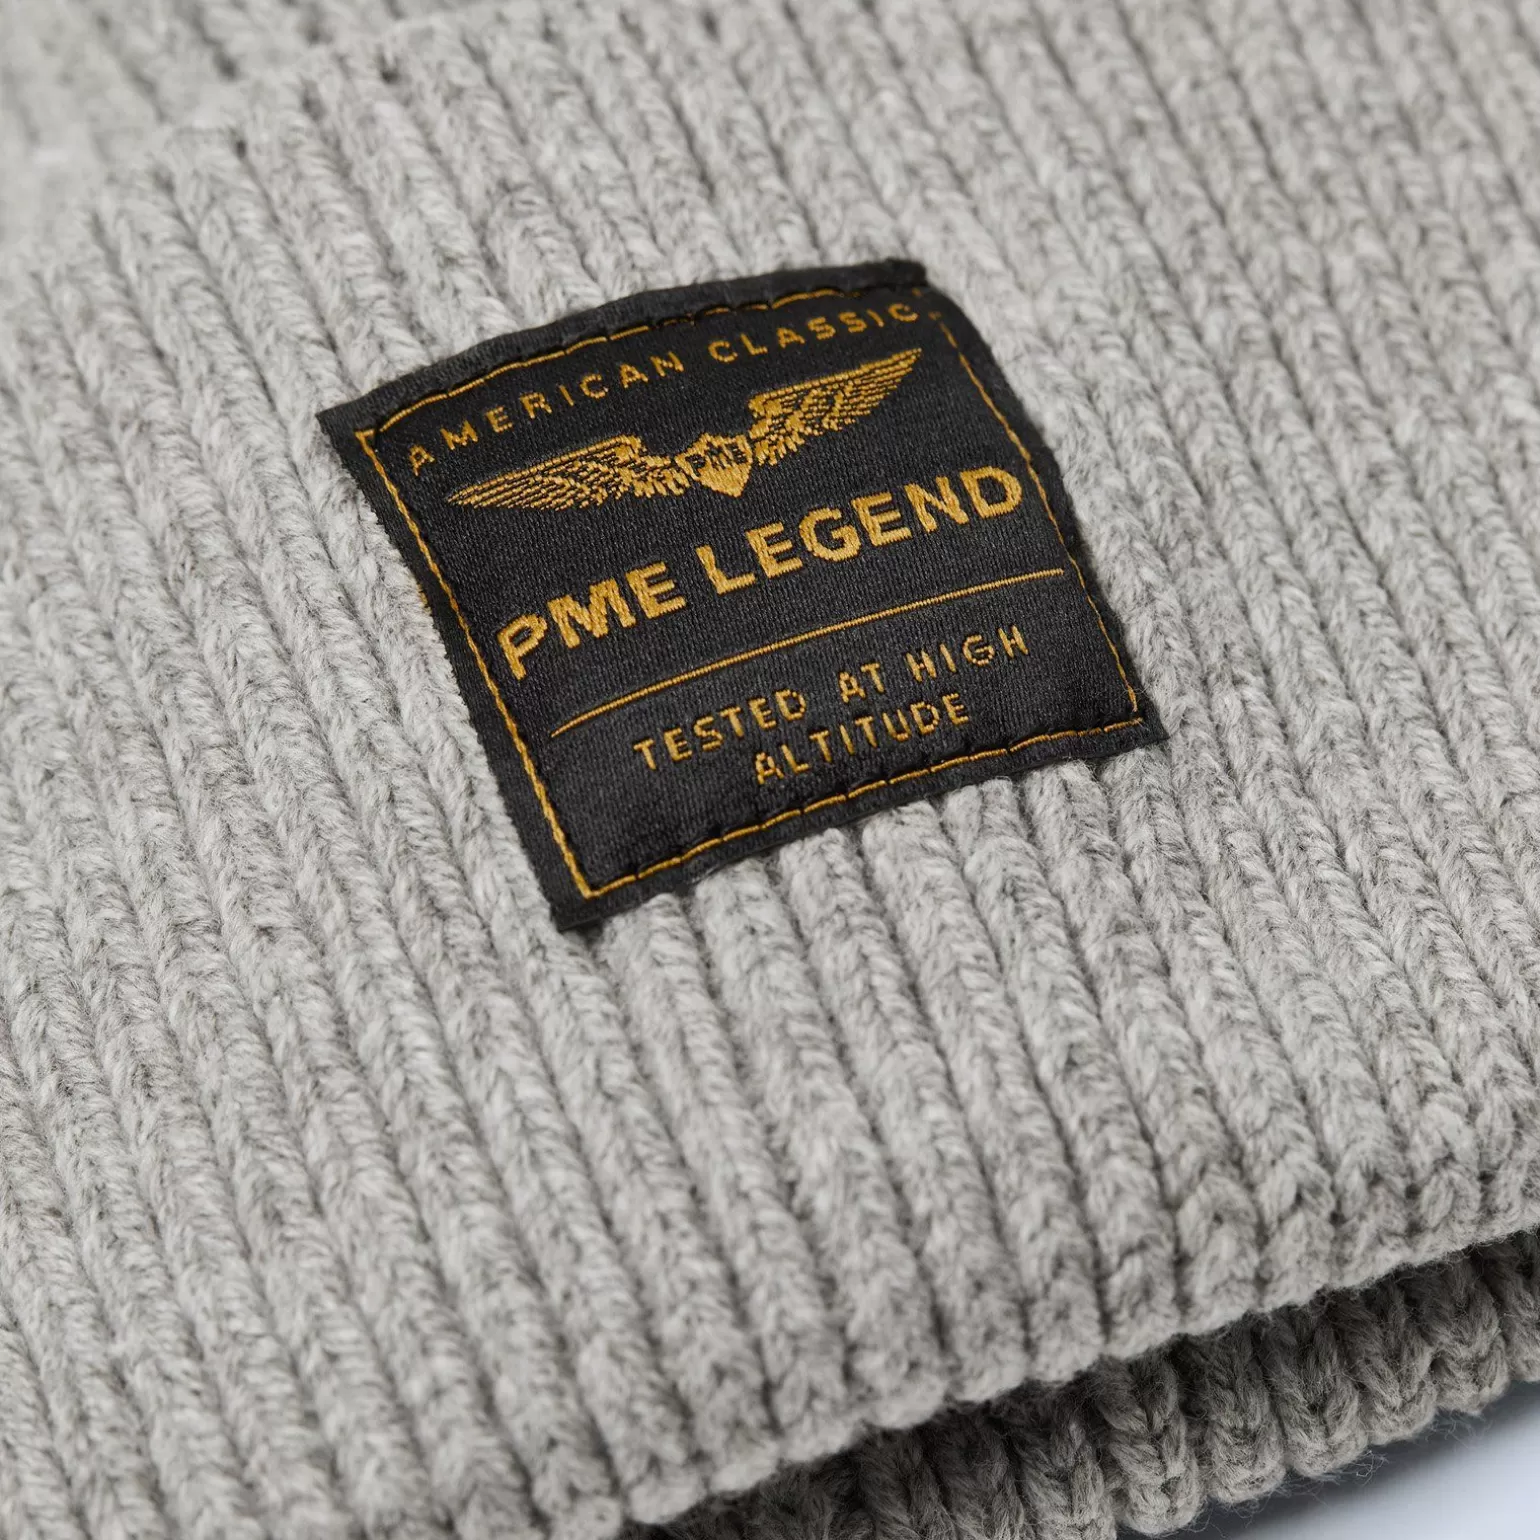 AMERICAN CLASSIC
PME
PME LEGEND
TESTED AT HIGH
ALTITUDE